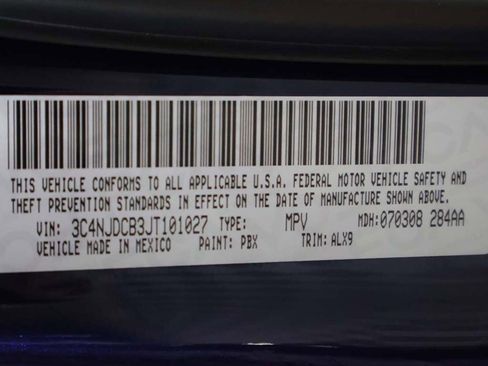 THIS VEHICLE CONFORMS TO ALL APPLICABLE U.S.A. FEDERAL MOTOR VEHICLE SAFETY AND
THEFT PREVENTION STANDARDS IN EFFECT ON THE DATE OF MANUFACTURE SHOWN ABOVE.
VIN: 3C4NJDCB3JT101027 TYPE: MPV MDH:070308 284AA
VEHICLE MADE IN MEXICO PAINT: PBX TRIM: ALX9